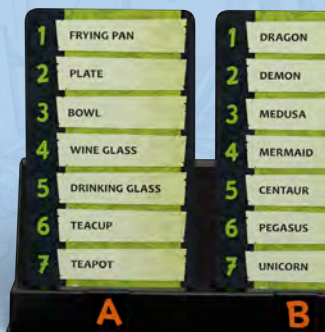 1 FRYING PAN
2 PLATE
3 BOWL
4 WINE GLASS
5 DRINKING GLASS
6 TEACUP
7 TEAPOT
A
1 DRAGON
2 DEMON
3 MEDUSA
4 MERMAID
5 CENTAUR
6 PEGASUS
7 UNICORN
B